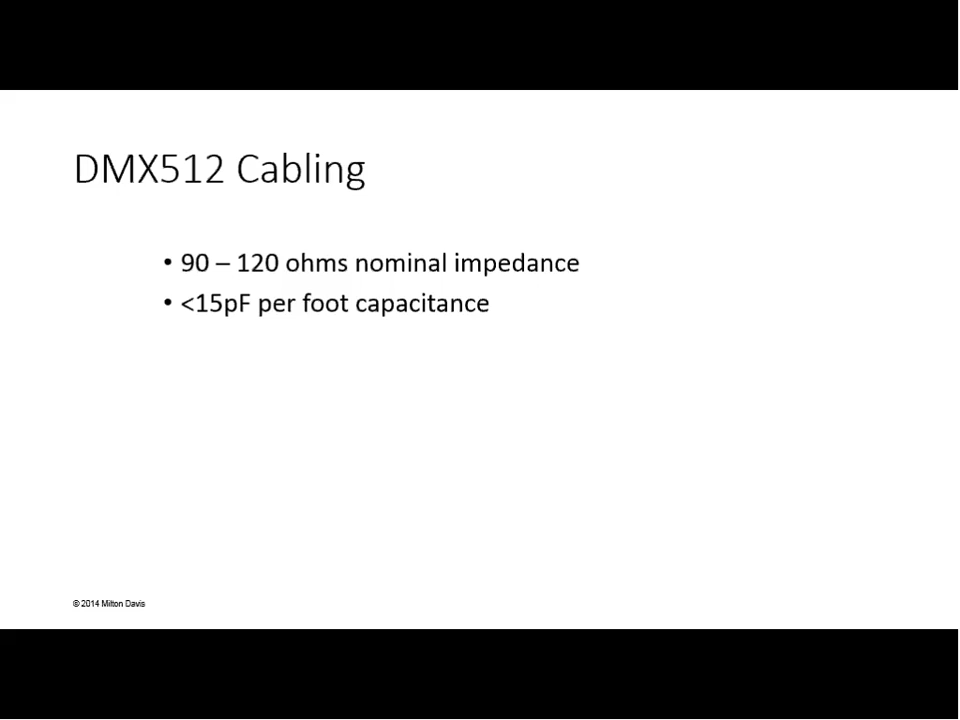 DMX512 Cabling
• 90 – 120 ohms nominal impedance
• <15pF per foot capacitance
© 2014 Milton Davis